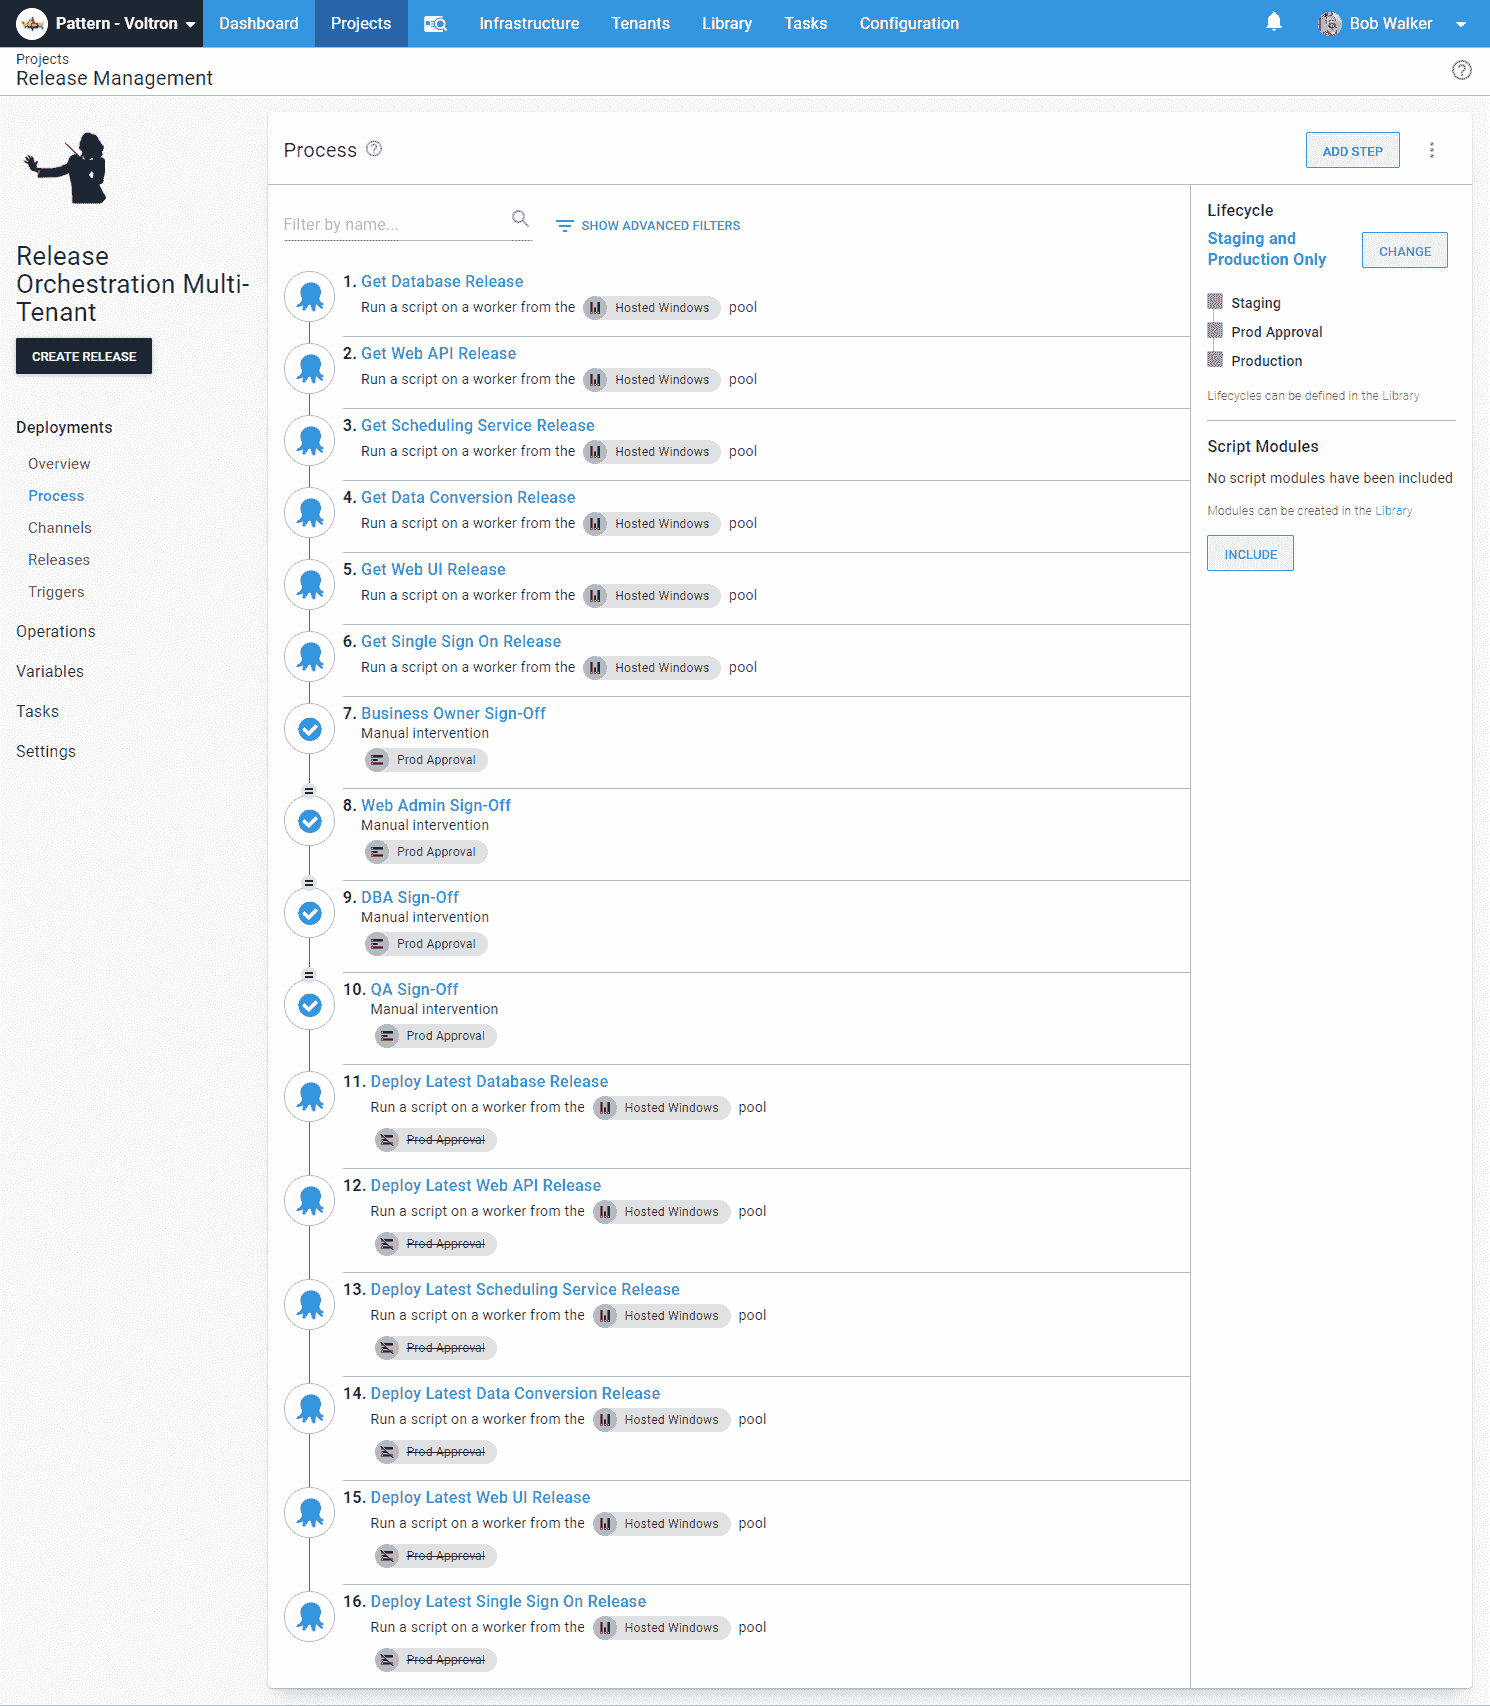 Pattern - Voltron
Dashboard
Projects
Infrastructure
Tenants
Library
Tasks
Configuration
Bob Walker
Projects
Release Management
Release
Orchestration Multi-
Tenant
CREATE RELEASE
Deployments
Overview
Process
Channels
Releases
Triggers
Operations
Variables
Tasks
Settings
Process
ADD STEP
Filter by name...
SHOW ADVANCED FILTERS
1. Get Database Release
Run a script on a worker from the Hosted Windows pool
2. Get Web API Release
Run a script on a worker from the Hosted Windows pool
3. Get Scheduling Service Release
Run a script on a worker from the Hosted Windows pool
4. Get Data Conversion Release
Run a script on a worker from the Hosted Windows pool
5. Get Web UI Release
Run a script on a worker from the Hosted Windows pool
6. Get Single Sign On Release
Run a script on a worker from the Hosted Windows pool
7. Business Owner Sign-Off
Manual intervention
Prod Approval
8. Web Admin Sign-Off
Manual intervention
Prod Approval
9. DBA Sign-Off
Manual intervention
Prod Approval
10. QA Sign-Off
Manual intervention
Prod Approval
11. Deploy Latest Database Release
Run a script on a worker from the Hosted Windows pool
Prod Approval
12. Deploy Latest Web API Release
Run a script on a worker from the Hosted Windows pool
Prod Approval
13. Deploy Latest Scheduling Service Release
Run a script on a worker from the Hosted Windows pool
Prod Approval
14. Deploy Latest Data Conversion Release
Run a script on a worker from the Hosted Windows pool
Prod Approval
15. Deploy Latest Web UI Release
Run a script on a worker from the Hosted Windows pool
Prod Approval
16. Deploy Latest Single Sign On Release
Run a script on a worker from the Hosted Windows pool
Prod Approval
Lifecycle
Staging and
Production Only
CHANGE
Staging
Prod Approval
Production
Lifecycles can be defined in the Library
Script Modules
No script modules have been included
Modules can be created in the Library
INCLUDE